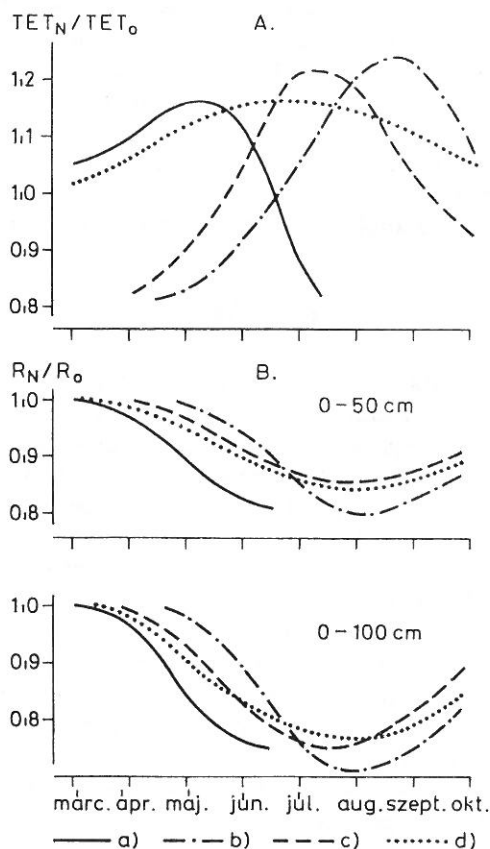 TET_N/TET_o A.
1,2
1,1
1,0
0,9
0,8
R_N/R_o B.
1,0 0–50 cm
0,9
0,8
1,0
0–100 cm
0,9
0,8
márc. ápr. máj. jún. júl. aug. szept. okt.
a) b) c) d)